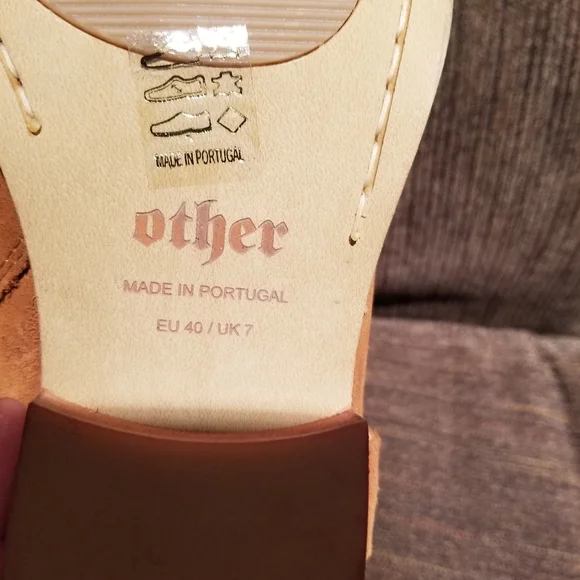 MADE IN PORTUGAL
other
MADE IN PORTUGAL
EU 40 / UK 7